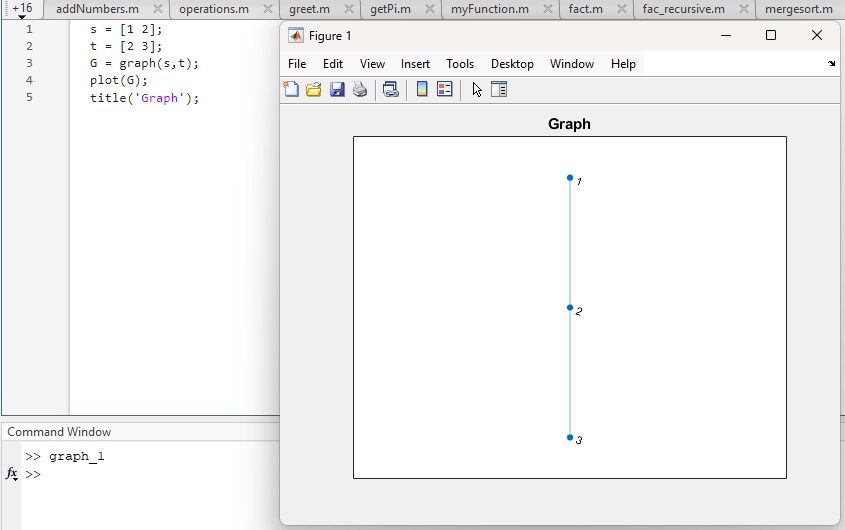 +16 addNumbers.m operations.m greet.m getPi.m myFunction.m fact.m fac_recursive.m mergesort.m
1 s = [1 2];
2 t = [2 3];
3 G = graph(s,t);
4 plot(G);
5 title('Graph');
Figure 1
File Edit View Insert Tools Desktop Window Help
Graph
1
2
3
Command Window
>> graph_1
fx >>